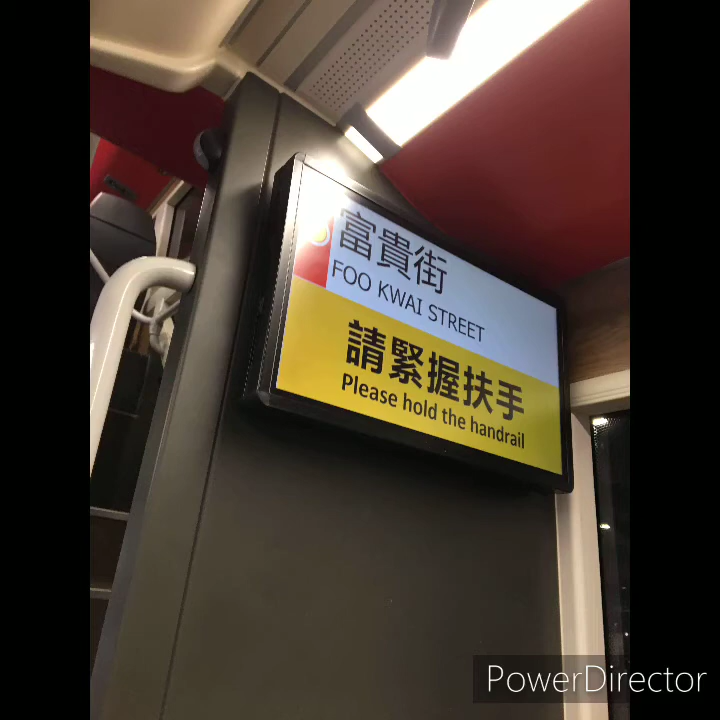 富貴街
FOO KWAI STREET
請緊握扶手
Please hold the handrail
PowerDirector